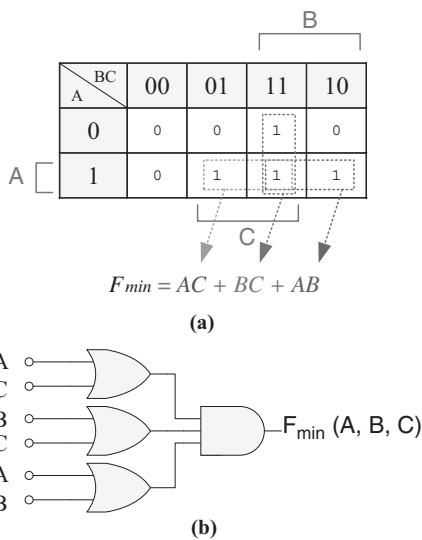 B
BC
A
00 01 11 10
0 0 0 1 0
A 1 0 1 1 1
C
Fmin = AC + BC + AB
(a)
A
C
B
C
Fmin (A, B, C)
A
B
(b)